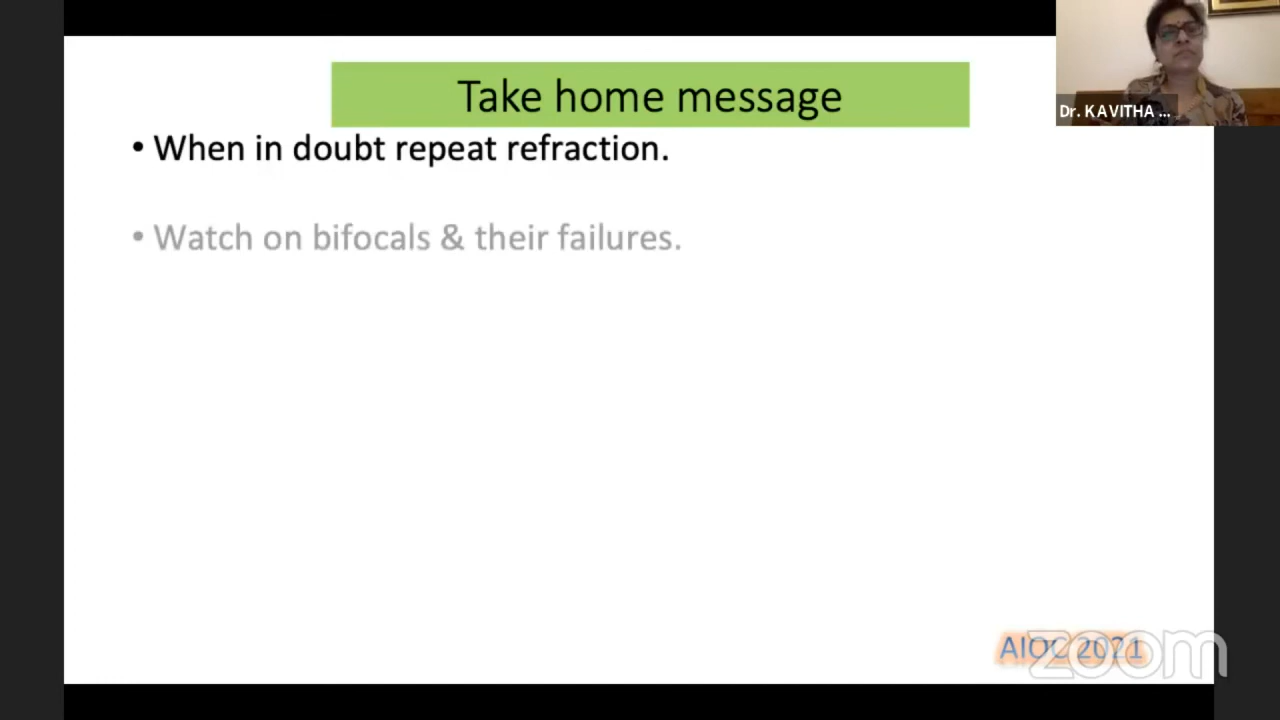 Take home message
Dr. KAVITHA ...
• When in doubt repeat refraction.
• Watch on bifocals & their failures.
AIOC 2021
zoom